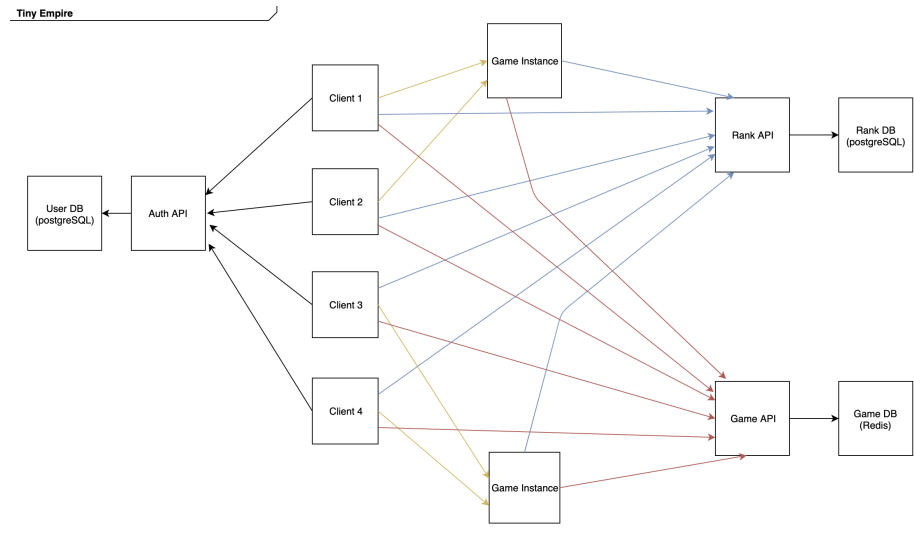 Tiny Empire
Game Instance
Client 1
Rank API
Rank DB
(postgreSQL)
Client 2
User DB
(postgreSQL)
Auth API
Client 3
Client 4
Game API
Game DB
(Redis)
Game Instance